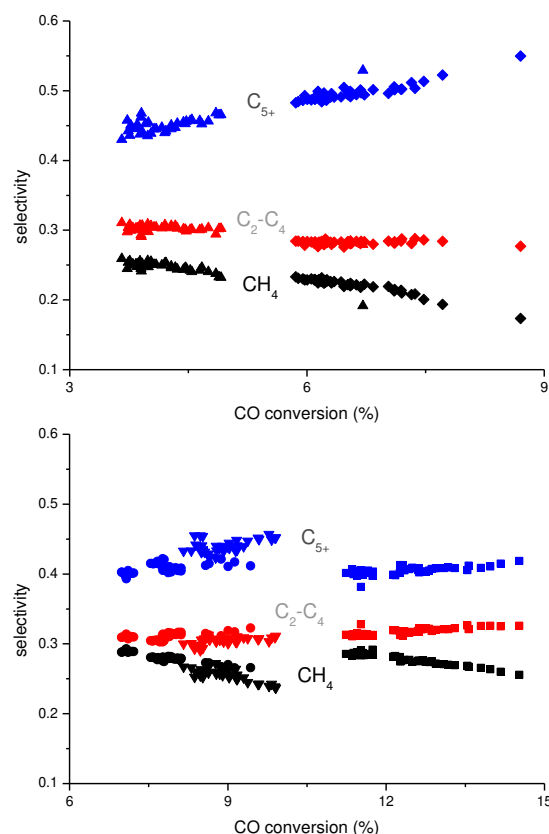 0.6
0.5
0.4
0.3
0.2
0.1
selectivity
C5+
C2-C4
CH4
3
6
9
CO conversion (%)
0.6
0.5
0.4
0.3
0.2
0.1
selectivity
C5+
C2-C4
CH4
6
9
12
15
CO conversion (%)